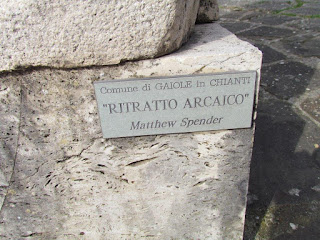 Comune di GAIOLE in CHIANTI
"RITRATTO ARCAICO"
Matthew Spender